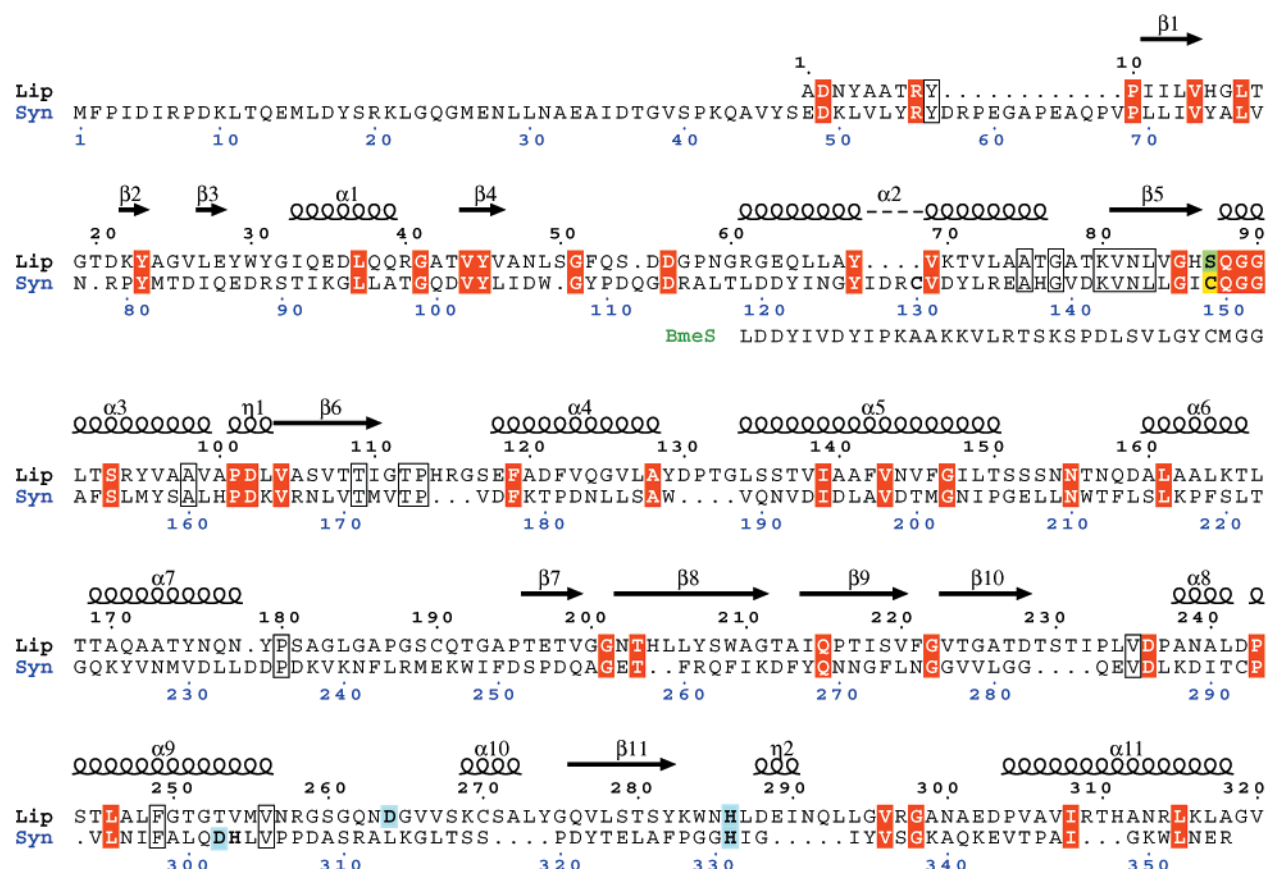 β1
1. 10
Lip ADNYAATRY............PIILVHGLT
Syn MFPIDIRPDKLTQEMLDYSRKLGQGMENLLNAEAIDTGVSPKQAVYSEDKLVLYRYDRPEGAPEAQPVPLLIVYALV
1 10 20 30 40 50 60 70
β2 β3 α1 β4 α2 β5
20 30 40 50 60 70 80 90
Lip GTDKYAGVLEYWYGIQEDLQQRGATVYVANLSGFQS.DDGPNGRGEQLLAY....VKTVLAATGATKVNLVGHSQGG
Syn N.RPYMTDIQEDRSTIKGLLATGQDVYLIDW.GYPDQGDRALTLDDYINGYIDRCVDYLREAHGVDKVNLLGICQGG
80 90 100 110 120 130 140 150
BmeS LDDYIVDYIPKAAKKVLRTSKSPDLSVLGYCMGG
α3 η1 β6 α4 α5 α6
100 110 120 130 140 150 160
Lip LTSRYVAAVAPDLVASVTTIGTPHRGSEFADFVQGVLAYDPTGLSSTVIAAFVNVFGILTSSSNNTNQDALAALKTL
Syn AFSLMYSALHPDKVRNLVTMVTP...VDFKTPDNLLSAW....VQNVDIDLAVDTMGNIPGELLNWTFLSLKPFSLT
160 170 180 190 200 210 220
α7 β7 β8 β9 β10 α8
170 180 190 200 210 220 230 240
Lip TTAQAATYNQN.YPSAGLGAPGSCQTGAPTETVGGNTHLLYSWAGTAIQPTISVFGVTGATDTSTIPLVDPANALDP
Syn GQKYVNMVDLLDDPDKVKNFLRMEKWIFDSPDQAGET..FRQFIKDFYQNNGFLNGGVVLGG....QEVDLKDITCP
230 240 250 260 270 280 290
α9 α10 β11 η2 α11
250 260 270 280 290 300 310 320
Lip STLALFGTGTVMVNRGSGQNDGVVSKCSALYGQVLSTSYKWNHLDEINQLLGVRGANAEDPVAVIRTHANRLKLAGV
Syn .VLNIFALQDHLVPPDASRALKGLTSS....PDYTELAFPGGHIG.....IYVSGKAQKEVTPAI...GKWLNER
300 310 320 330 340 350